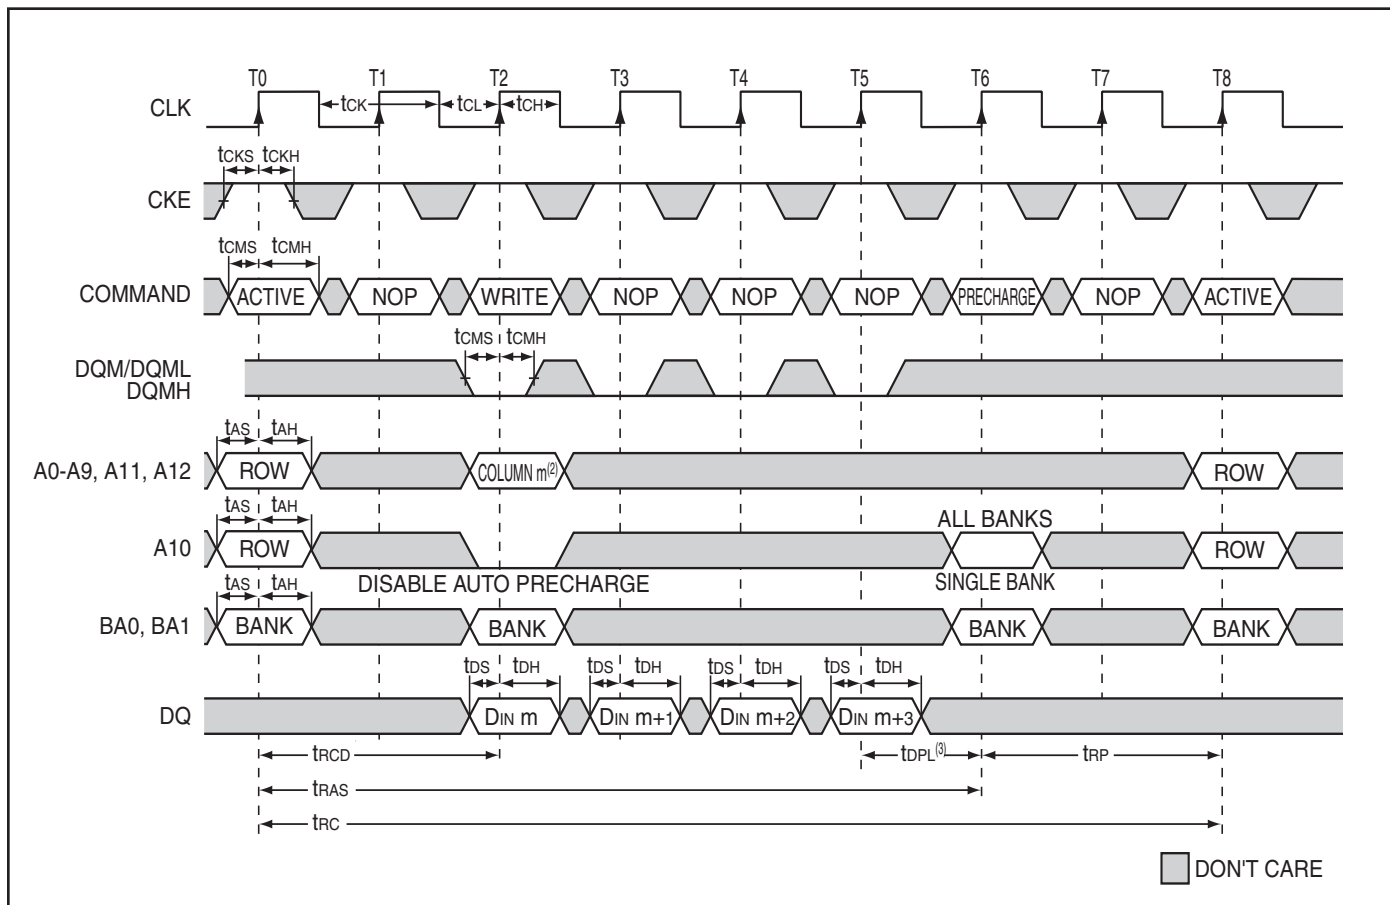 T0 T1 T2 T3 T4 T5 T6 T7 T8
CLK tCK tCL tCH
tCKS tCKH
CKE
tCMS tCMH
COMMAND ACTIVE NOP WRITE NOP NOP NOP PRECHARGE NOP ACTIVE
tCMS tCMH
DQM/DQML
DQMH
tAS tAH
A0-A9, A11, A12 ROW COLUMN m(2) ROW
tAS tAH
ALL BANKS
A10 ROW ROW
DISABLE AUTO PRECHARGE SINGLE BANK
tAS tAH
BA0, BA1 BANK BANK BANK BANK
tDS tDH tDS tDH tDS tDH tDS tDH
DQ DIN m DIN m+1 DIN m+2 DIN m+3
tRCD tDPL(3) tRP
tRAS
tRC
DON'T CARE